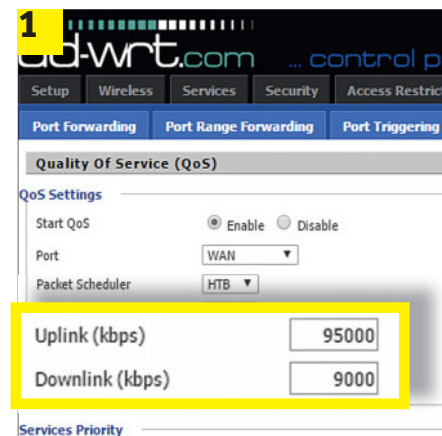 1
dd-wrt.com ... control p
Setup Wireless Services Security Access Restrict
Port Forwarding Port Range Forwarding Port Triggering
Quality Of Service (QoS)
QoS Settings
Start QoS Enable Disable
Port WAN
Packet Scheduler HTB
Uplink (kbps) 95000
Downlink (kbps) 9000
Services Priority